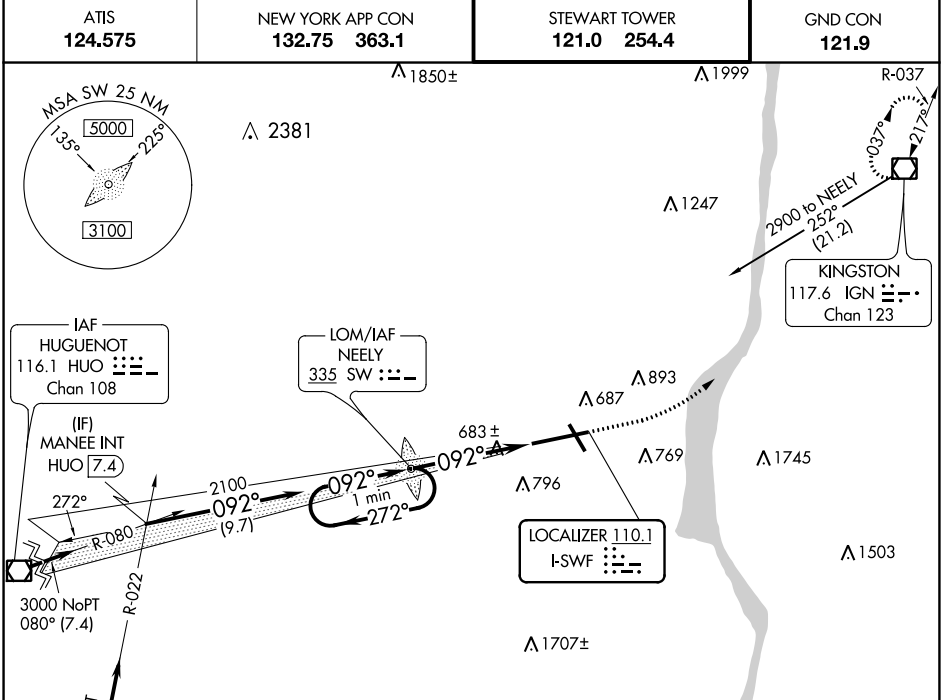 ATIS
124.575
NEW YORK APP CON
132.75 363.1
STEWART TOWER
121.0 254.4
GND CON
121.9
MSA SW 25 NM
5000
135°
225°
3100
1850±
2381
1999
1247
R-037
037°
217°
2900 to NEELY
252°
(21.2)
KINGSTON
117.6 IGN
Chan 123
IAF
HUGUENOT
116.1 HUO
Chan 108
(IF)
MANEE INT
HUO 7.4
LOM/IAF
NEELY
335 SW
893
687
683±
769
1745
796
2100
092°
(9.7)
092°
1 min
272°
092°
272°
R-080
R-022
3000 NoPT
080° (7.4)
LOCALIZER 110.1
I-SWF
1503
1707±